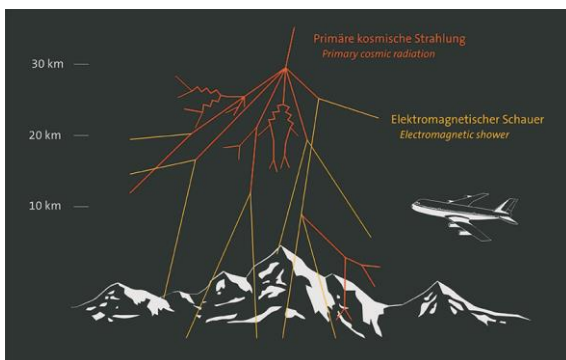 Primäre kosmische Strahlung
Primary cosmic radiation
30 km
Elektromagnetischer Schauer
Electromagnetic shower
20 km
10 km